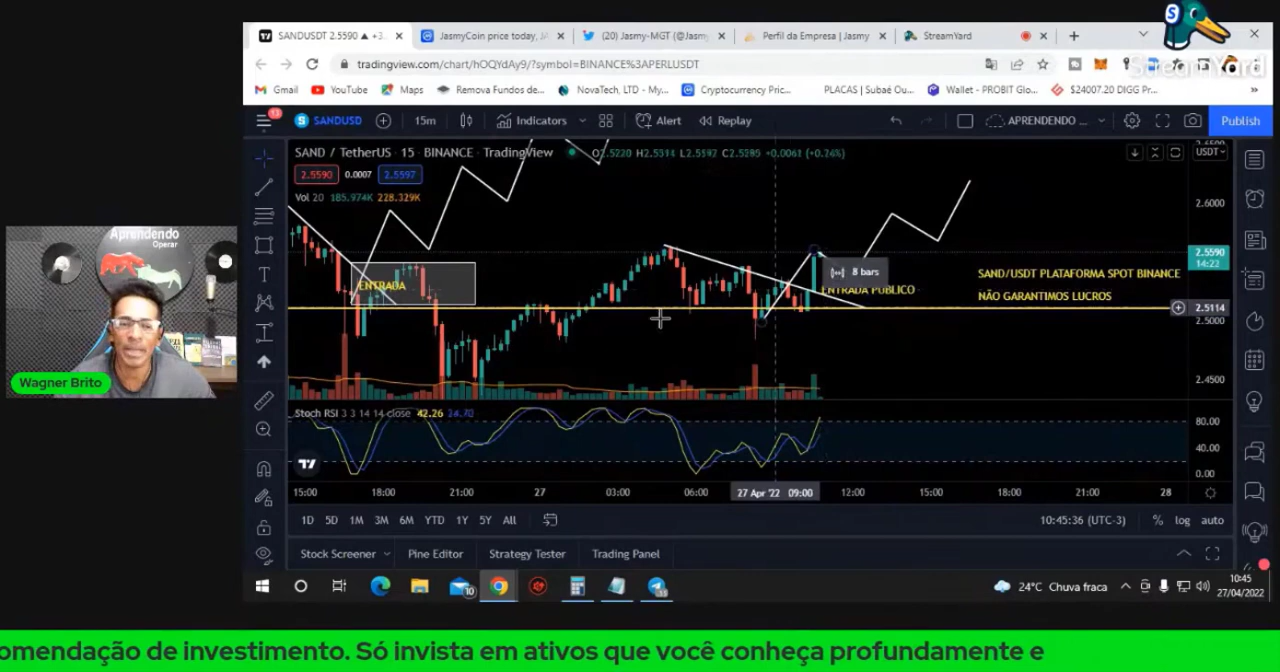 SANDUSDT 2.5590 ▲ +3...
JasmyCoin price today, JA
(20) Jasmy-MGT (@Jasmy
Perfil da Empresa | Jasmy
StreamYard
tradingview.com/chart/hOQYdAy9/?symbol=BINANCE%3APERLUSDT
StreamYard
Gmail
YouTube
Maps
Remova Fundos de...
NovaTech, LTD - My...
Cryptocurrency Pric...
PLACAS | Subaé Ou...
Wallet - PROBIT Glo...
$24007.20 DIGG Pr...
SANDUSD
15m
Indicators
Alert
Replay
APRENDENDO ...
Publish
SAND / TetherUS · 15 · BINANCE · TradingView
USDT
2.5590
0.0007
2.5597
Vol 20 185.974K 228.329K
2.6000
2.5590
14:22
2.5114
2.5000
2.4500
ENTRADA
8 bars
ENTRADA PÚBLICO
SAND/USDT PLATAFORMA SPOT BINANCE
NÃO GARANTIMOS LUCROS
Aprendendo
Operar
Wagner Brito
Stoch RSI 3 3 14 14 close 42.26
80.00
40.00
0.00
15:00
18:00
21:00
27
03:00
06:00
27 Apr '22 09:00
12:00
15:00
18:00
21:00
28
1D 5D 1M 3M 6M YTD 1Y 5Y All
10:45:36 (UTC-3)
% log auto
Stock Screener
Pine Editor
Strategy Tester
Trading Panel
24°C Chuva fraca
10:45
27/04/2022
omendação de investimento. Só invista em ativos que você conheça profundamente e